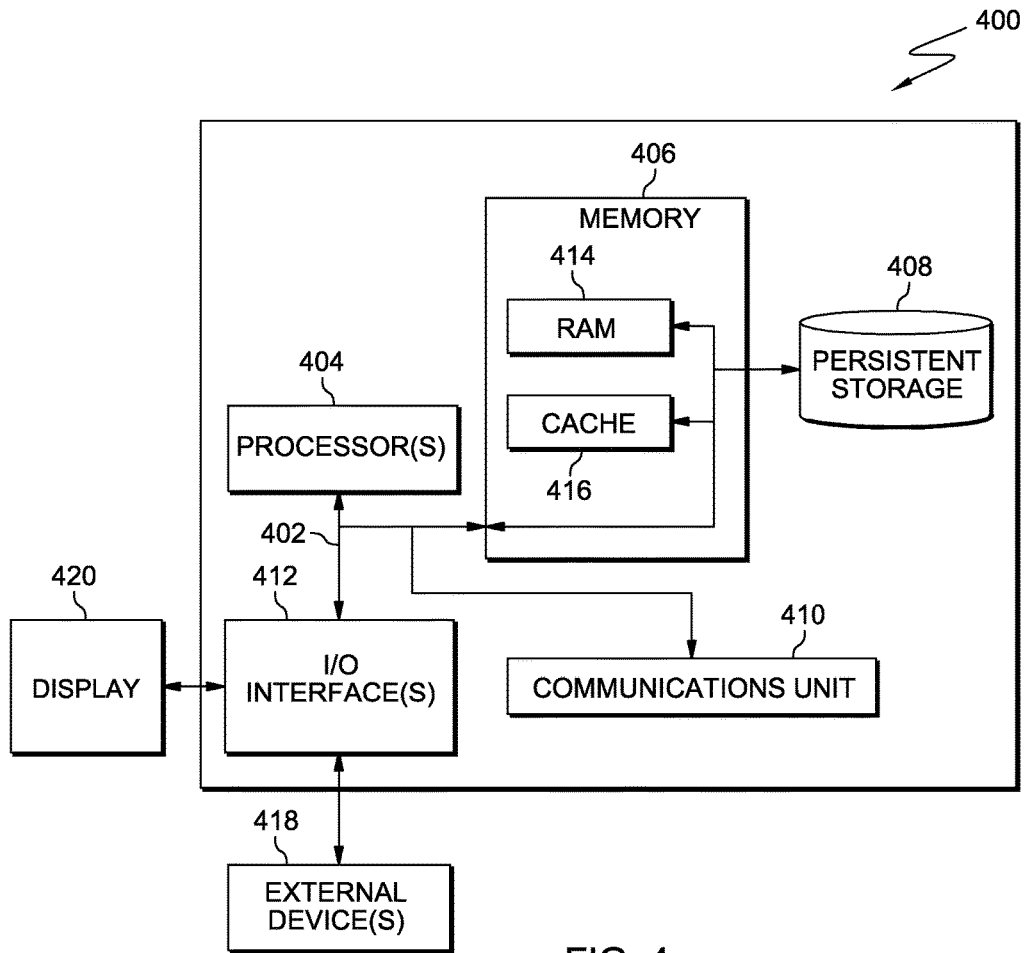 400
406
MEMORY
414
RAM
408
PERSISTENT
STORAGE
404
PROCESSOR(S)
CACHE
416
402
420
412
410
DISPLAY
I/O
INTERFACE(S)
COMMUNICATIONS UNIT
418
EXTERNAL
DEVICE(S)